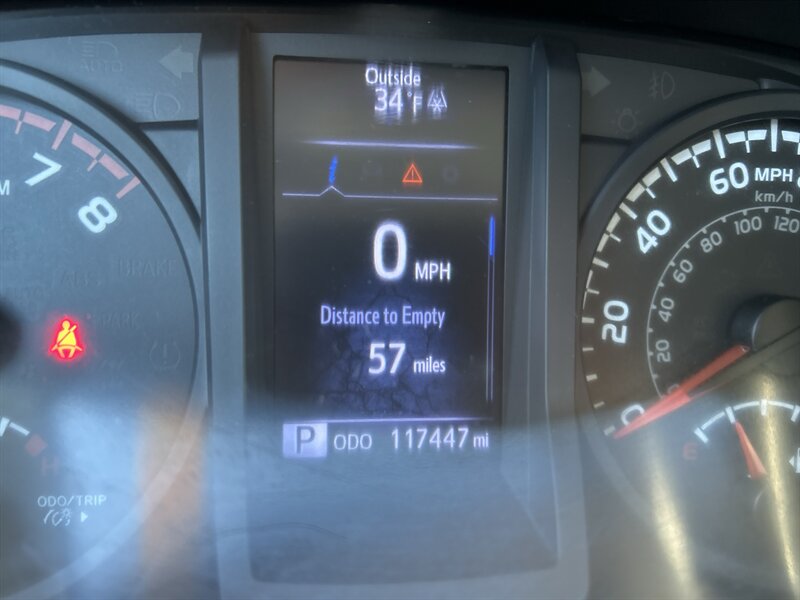 Outside
34°F
AUTO
7
8
BRAKE
0 MPH
Distance to Empty
57 miles
P ODO 117447 mi
H
ODO/TRIP
60 MPH
km/h
40
20
0
120
100
80
60
40
20
E